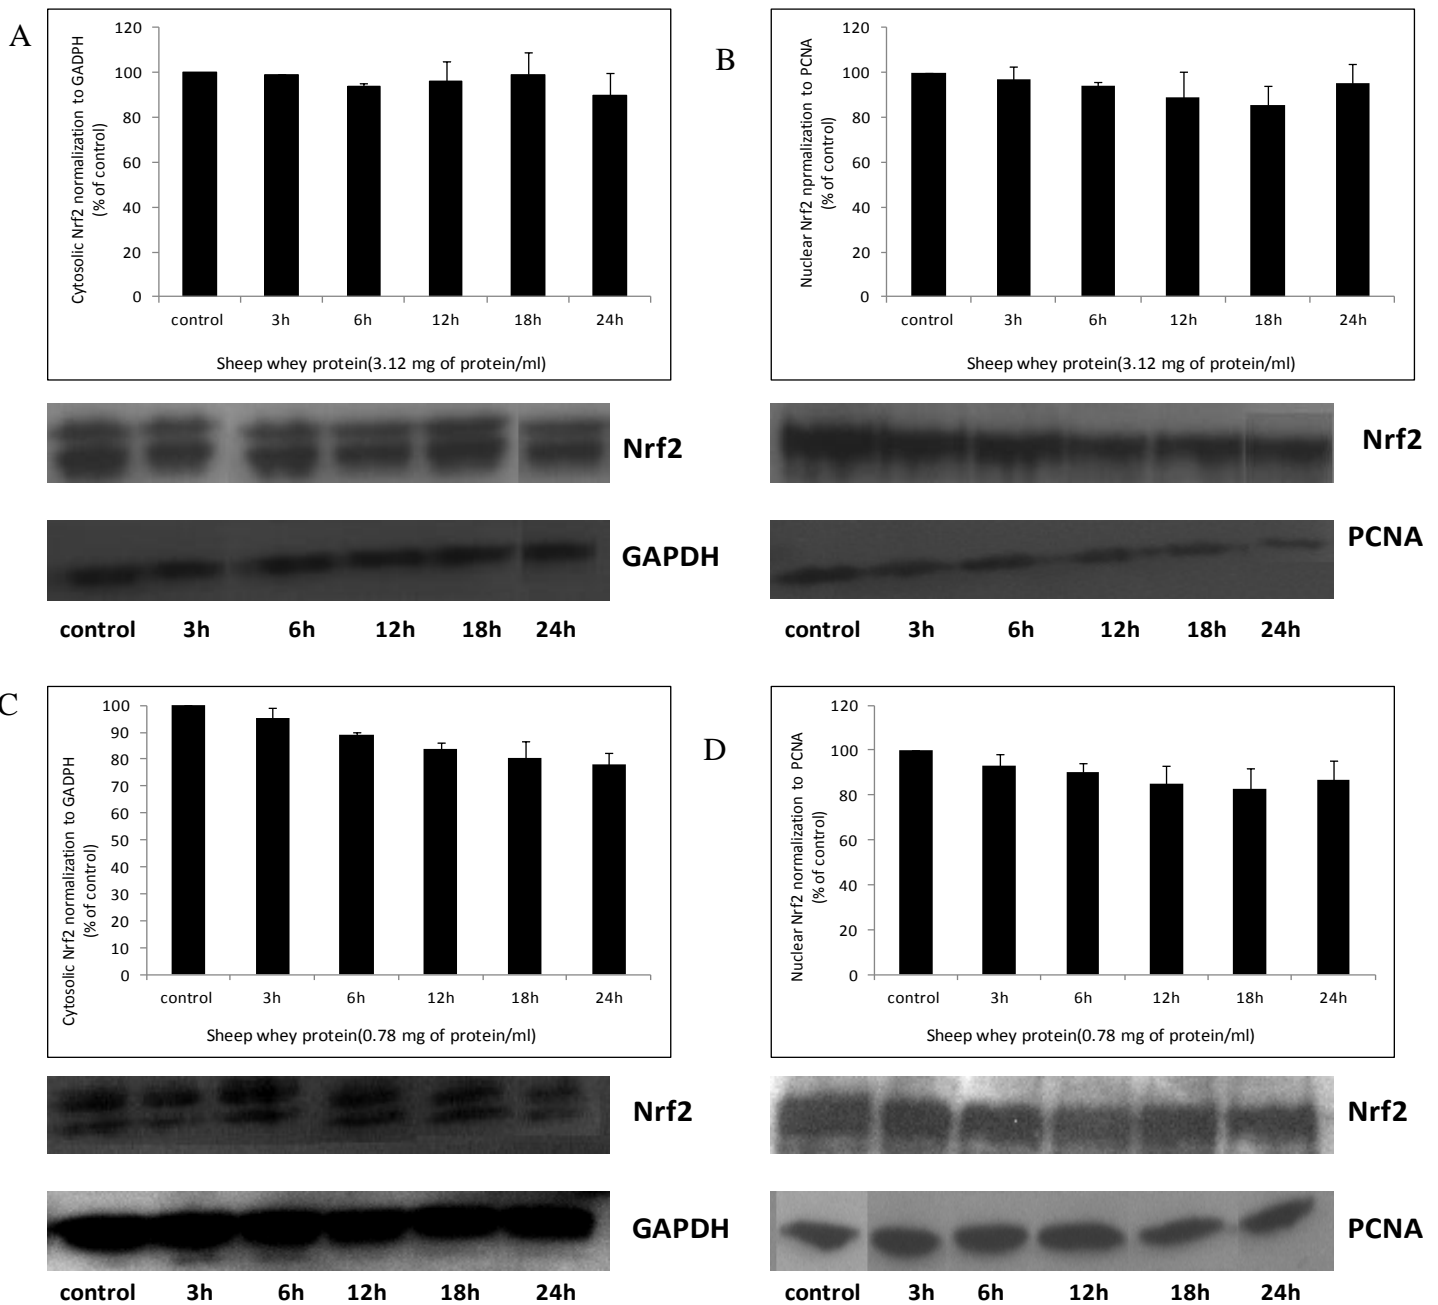 A
120
100
80
60
40
20
0
Cytosolic Nrf2 normalization to GADPH
(% of control)
control 3h 6h 12h 18h 24h
Sheep whey protein(3.12 mg of protein/ml)
Nrf2
GAPDH
control 3h 6h 12h 18h 24h
B
120
100
80
60
40
20
0
Nuclear Nrf2 nprmalization to PCNA
(% of control)
control 3h 6h 12h 18h 24h
Sheep whey protein(3.12 mg of protein/ml)
Nrf2
PCNA
control 3h 6h 12h 18h 24h
C
100
90
80
70
60
50
40
30
20
10
0
Cytosolic Nrf2 normalization to GADPH
(% of control)
control 3h 6h 12h 18h 24h
Sheep whey protein(0.78 mg of protein/ml)
Nrf2
GAPDH
control 3h 6h 12h 18h 24h
D
120
100
80
60
40
20
0
Nuclear Nrf2 normalization to PCNA
(% of control)
control 3h 6h 12h 18h 24h
Sheep whey protein(0.78 mg of protein/ml)
Nrf2
PCNA
control 3h 6h 12h 18h 24h